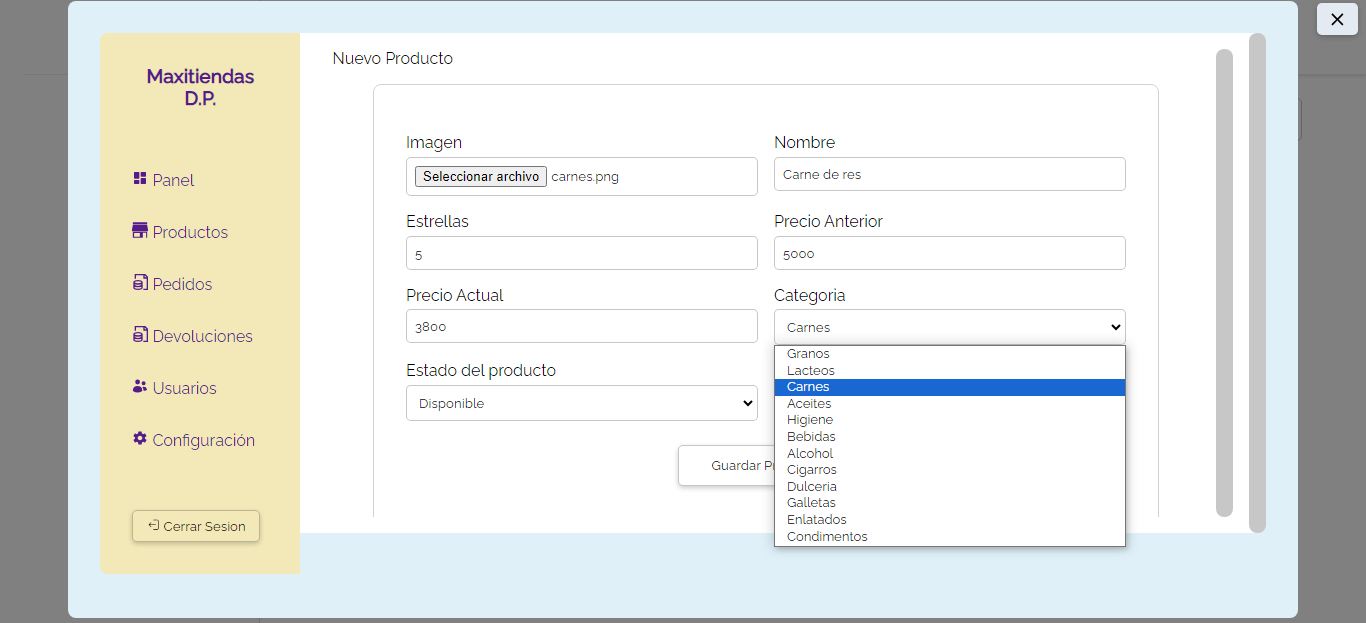 Maxitiendas
D.P.
Panel
Productos
Pedidos
Devoluciones
Usuarios
Configuración
Cerrar Sesion
Nuevo Producto
Imagen
Seleccionar archivo carnes.png
Nombre
Carne de res
Estrellas
5
Precio Anterior
5000
Precio Actual
3800
Categoria
Carnes
Granos
Lacteos
Carnes
Aceites
Higiene
Bebidas
Alcohol
Cigarros
Dulceria
Galletas
Enlatados
Condimentos
Estado del producto
Disponible
Guardar